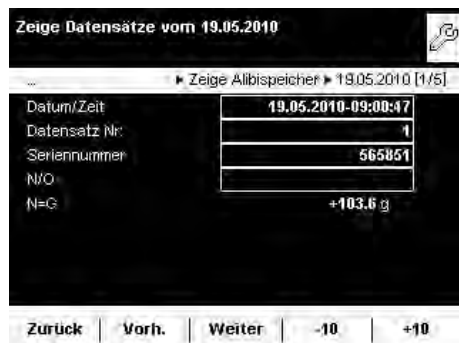 Zeige Datensätze vom 19.05.2010
... ▸ Zeige Alibispeicher ▸ 19.05.2010 [1/5]
Datum/Zeit 19.05.2010-09:00:47
Datensatz Nr: 1
Seriennummer 565851
N/O
N=G +103.6 g
Zurück Vorh. Weiter -10 +10